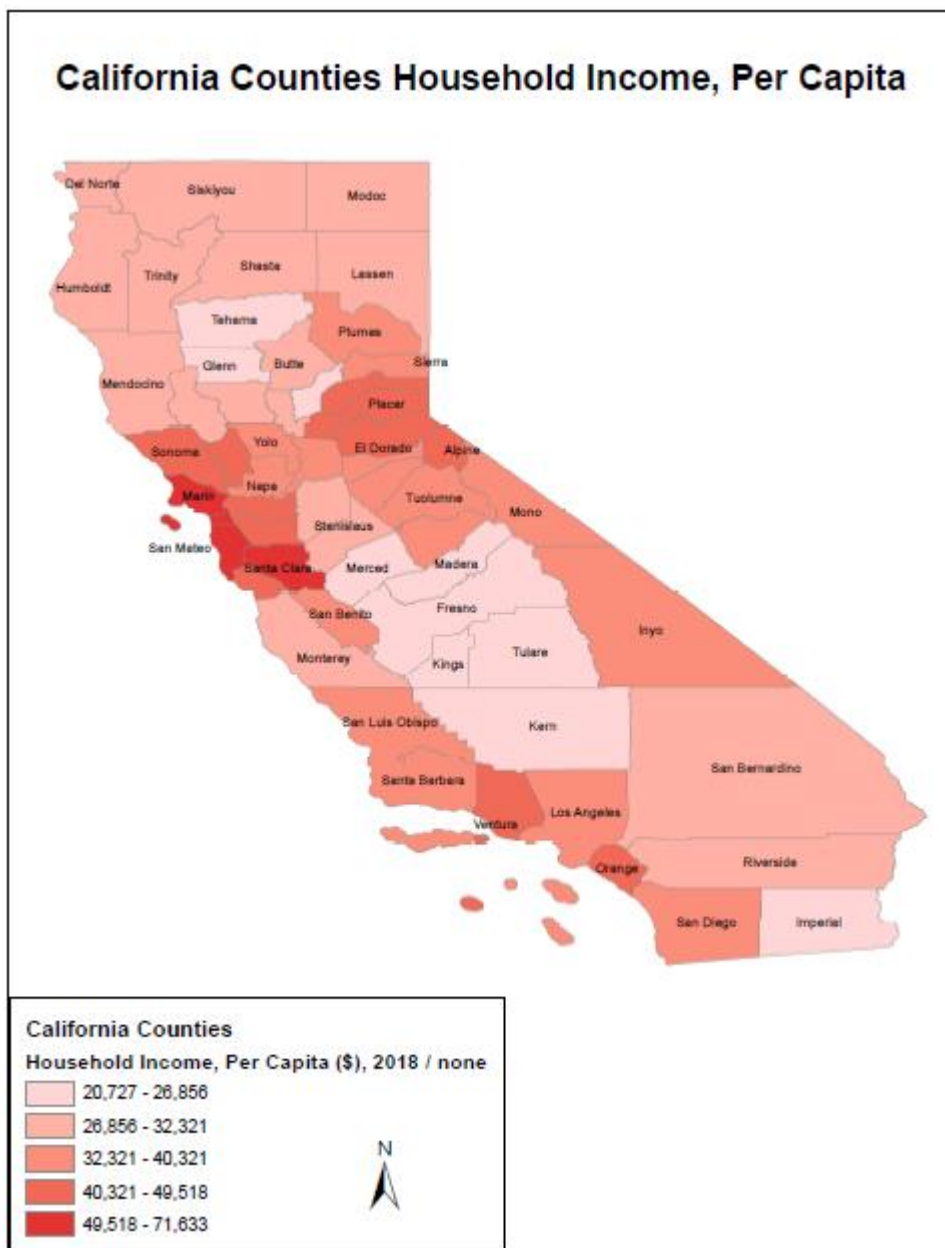 California Counties Household Income, Per Capita
Del Norte
Siskiyou
Modoc
Humboldt
Trinity
Shasta
Lassen
Tehama
Plumas
Glenn
Butte
Sierra
Mendocino
Placer
Sonoma
Yolo
El Dorado
Alpine
Napa
Marin
Tuolumne
Mono
Stanislaus
San Mateo
Santa Clara
Merced
Madera
Fresno
San Benito
Inyo
Monterey
Kings
Tulare
San Luis Obispo
Kern
San Bernardino
Santa Barbara
Ventura
Los Angeles
Orange
Riverside
San Diego
Imperial
California Counties
Household Income, Per Capita ($), 2018 / none
20,727 - 26,856
26,856 - 32,321
32,321 - 40,321
40,321 - 49,518
49,518 - 71,633
N